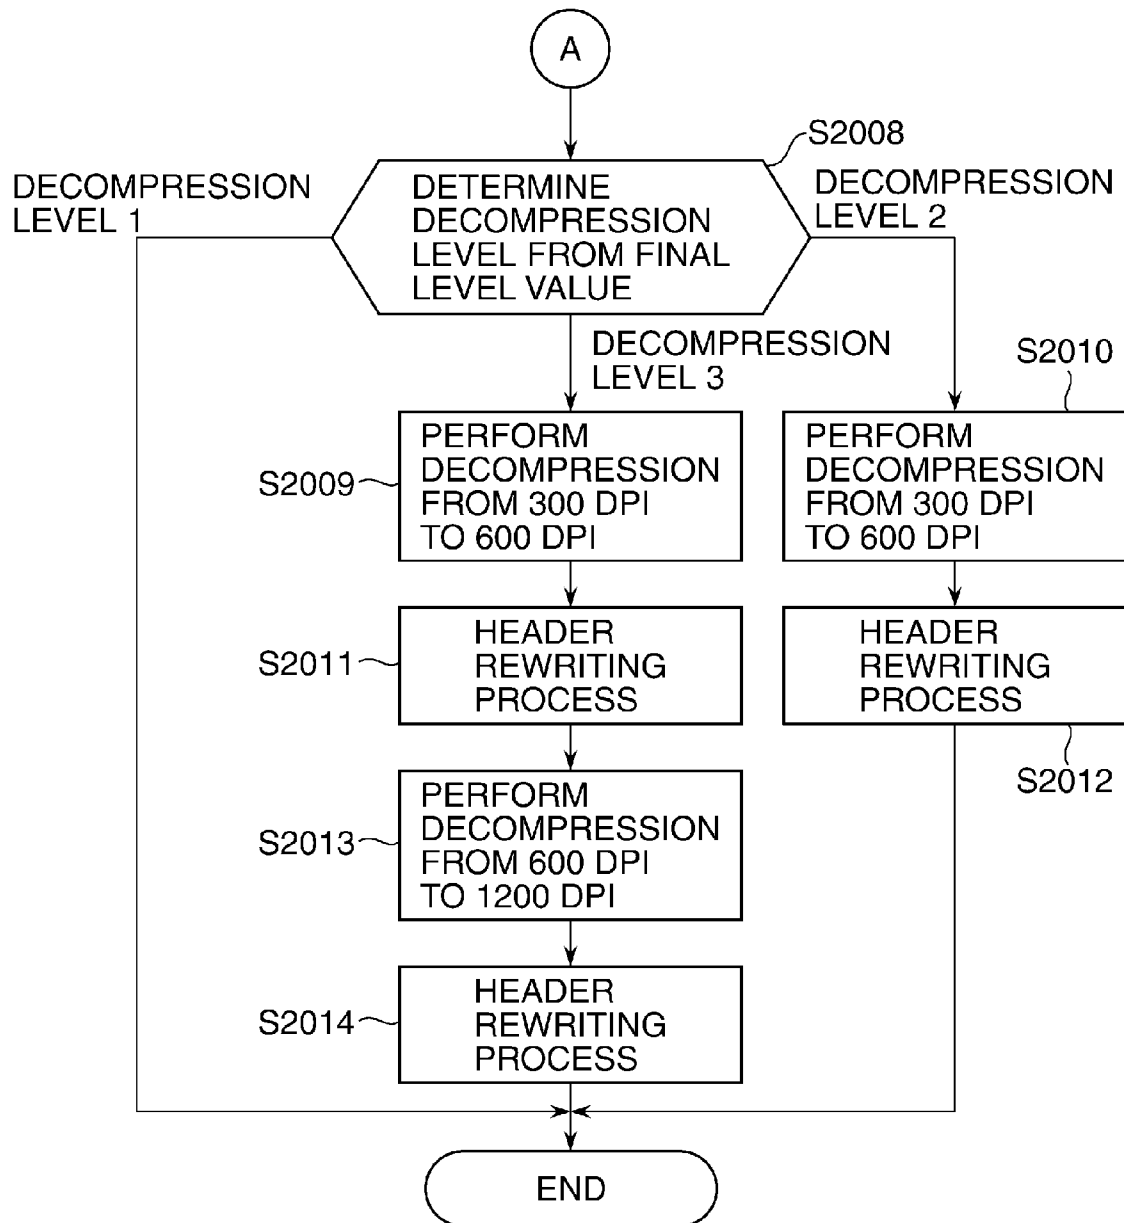 A
S2008
DECOMPRESSION
LEVEL 1
DETERMINE
DECOMPRESSION
LEVEL FROM FINAL
LEVEL VALUE
DECOMPRESSION
LEVEL 2
DECOMPRESSION
LEVEL 3
S2010
S2009
PERFORM
DECOMPRESSION
FROM 300 DPI
TO 600 DPI
PERFORM
DECOMPRESSION
FROM 300 DPI
TO 600 DPI
S2011
HEADER
REWRITING
PROCESS
HEADER
REWRITING
PROCESS
S2012
S2013
PERFORM
DECOMPRESSION
FROM 600 DPI
TO 1200 DPI
S2014
HEADER
REWRITING
PROCESS
END